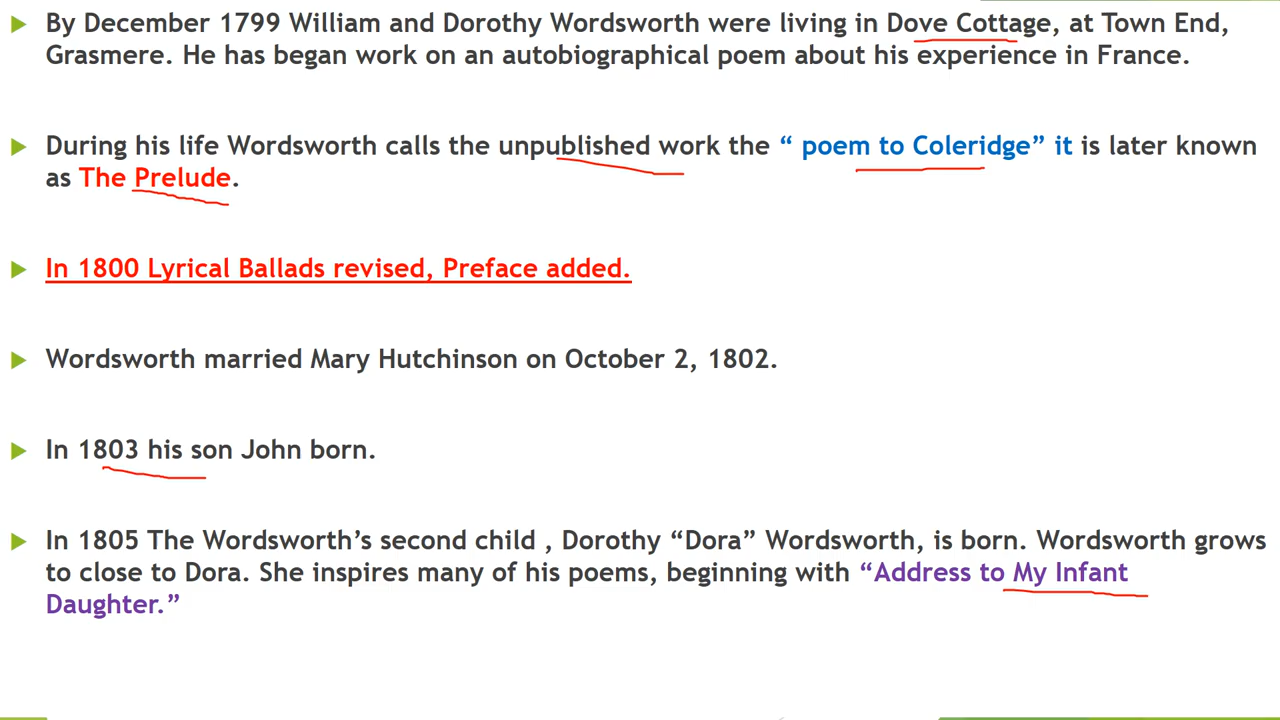 By December 1799 William and Dorothy Wordsworth were living in Dove Cottage, at Town End,
Grasmere. He has began work on an autobiographical poem about his experience in France.
During his life Wordsworth calls the unpublished work the “ poem to Coleridge” it is later known
as The Prelude.
In 1800 Lyrical Ballads revised, Preface added.
Wordsworth married Mary Hutchinson on October 2, 1802.
In 1803 his son John born.
In 1805 The Wordsworth’s second child , Dorothy “Dora” Wordsworth, is born. Wordsworth grows
to close to Dora. She inspires many of his poems, beginning with “Address to My Infant
Daughter.”